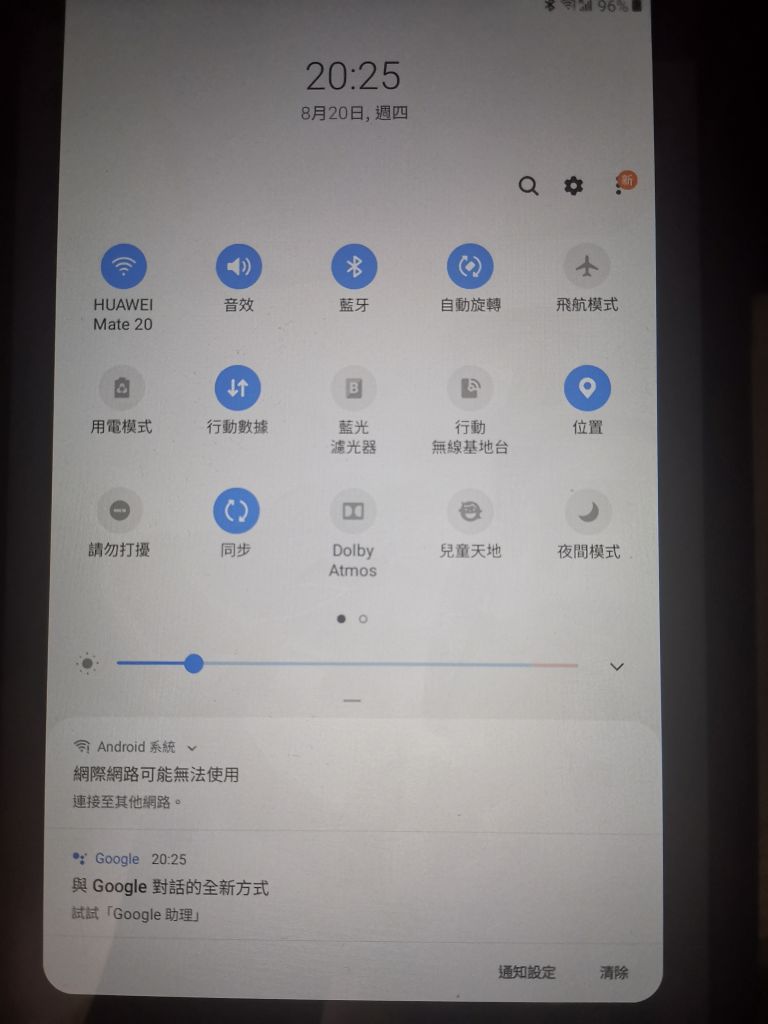 96%
20:25
8月20日, 週四
新
HUAWEI
Mate 20
音效
藍牙
自動旋轉
飛航模式
用電模式
行動數據
藍光
濾光器
行動
無線基地台
位置
請勿打擾
同步
Dolby
Atmos
兒童天地
夜間模式
Android 系統
網際網路可能無法使用
連接至其他網路。
Google 20:25
與 Google 對話的全新方式
試試「Google 助理」
通知設定 清除